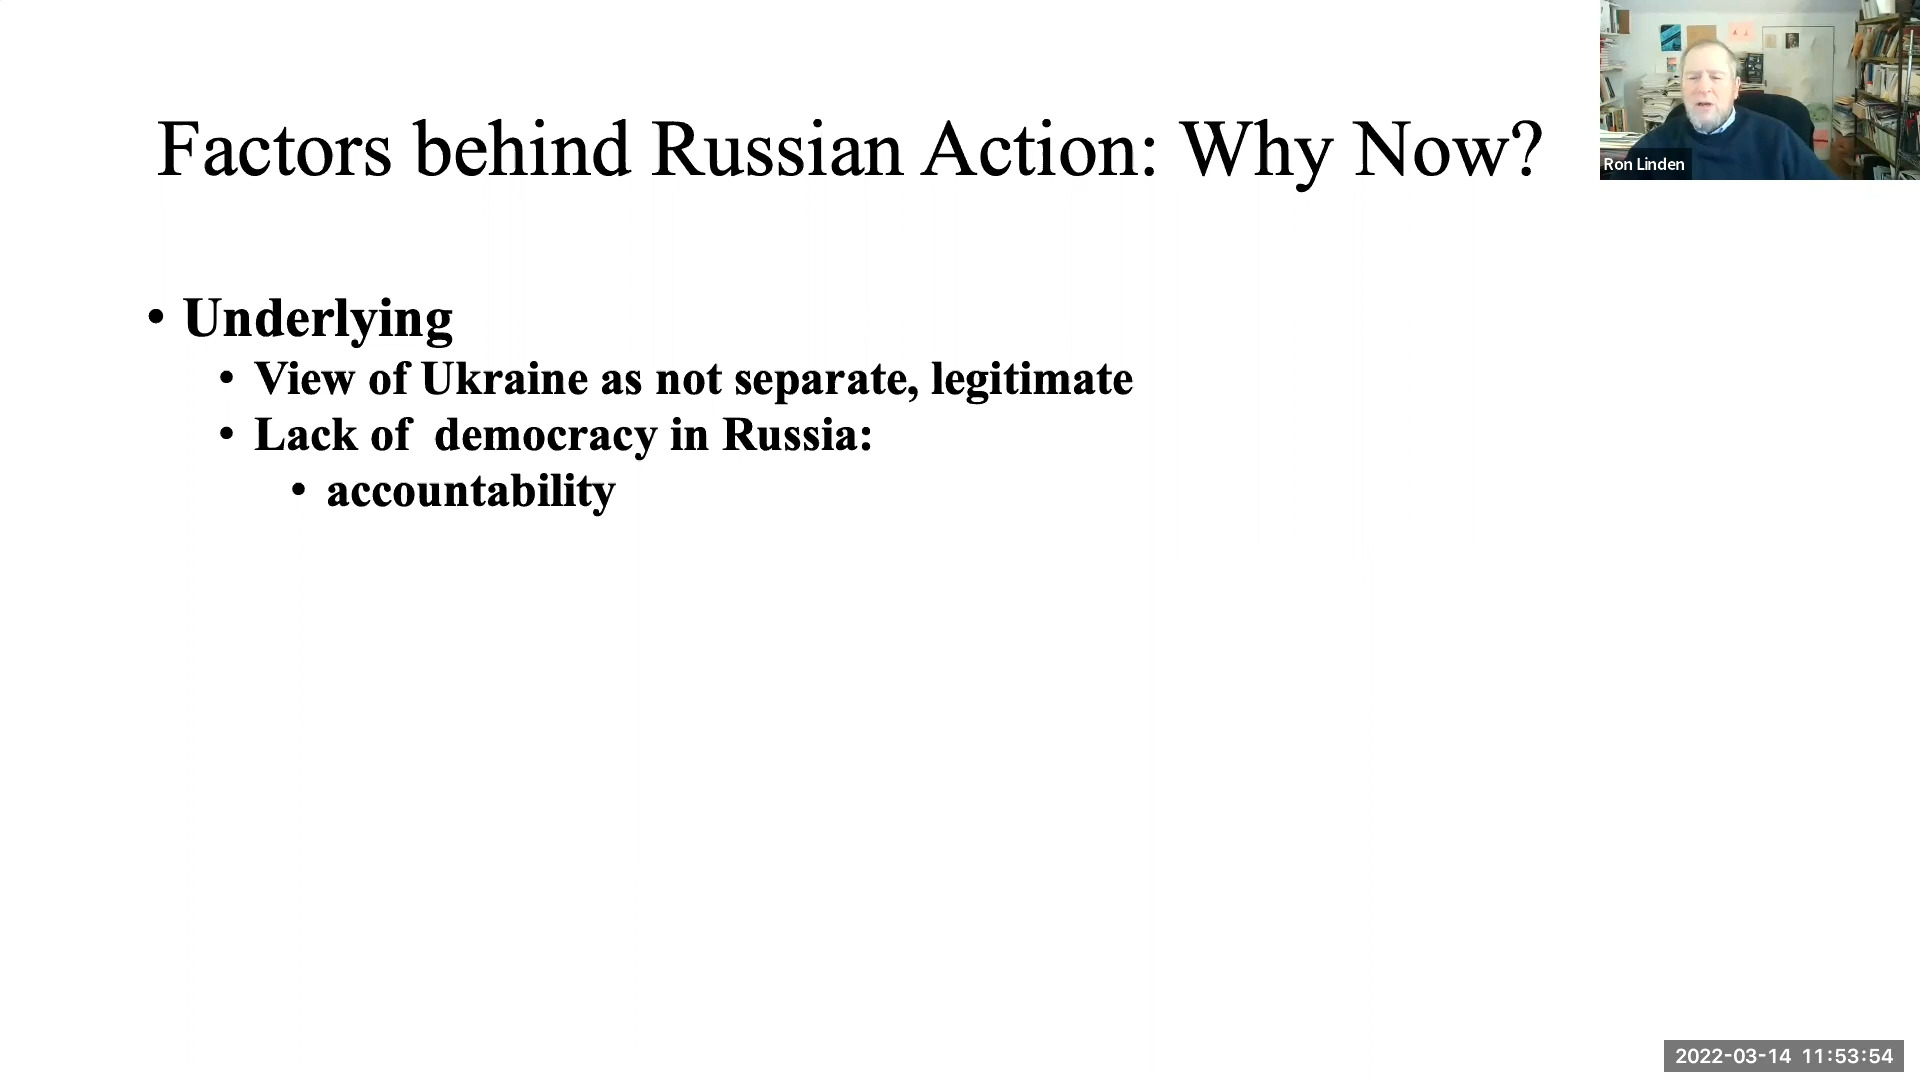 Factors behind Russian Action: Why Now?
Ron Linden
• Underlying
• View of Ukraine as not separate, legitimate
• Lack of  democracy in Russia:
• accountability
2022-03-14 11:53:54